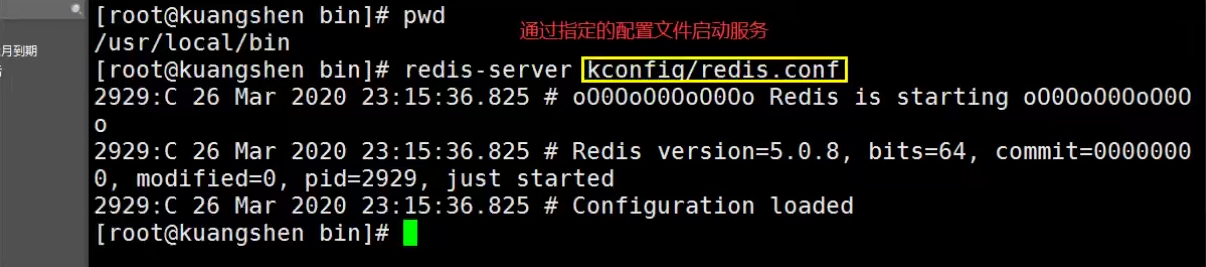 [root@kuangshen bin]# pwd
通过指定的配置文件启动服务
/usr/local/bin
月到期
[root@kuangshen bin]# redis-server kconfig/redis.conf
2929:C 26 Mar 2020 23:15:36.825 # oO0OoO0OoO0Oo Redis is starting oO0OoO0OoO0O
o
2929:C 26 Mar 2020 23:15:36.825 # Redis version=5.0.8, bits=64, commit=0000000
0, modified=0, pid=2929, just started
2929:C 26 Mar 2020 23:15:36.825 # Configuration loaded
[root@kuangshen bin]#